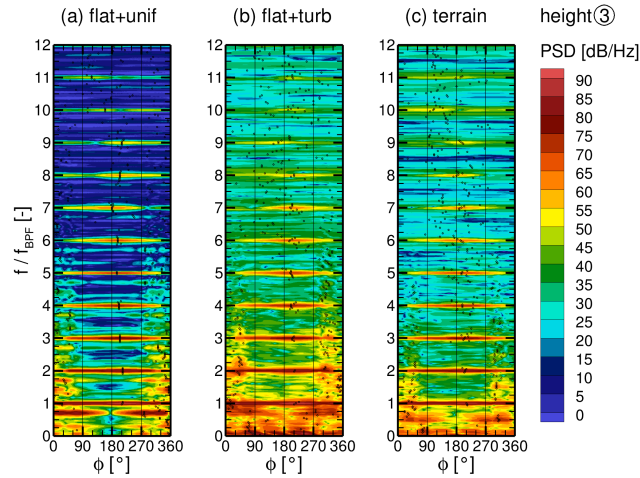 (a) flat+unif (b) flat+turb (c) terrain height③
PSD [dB/Hz]
f / f_BPF [-]
12 12 12
11 11 11
10 10 10
9 9 9
8 8 8
7 7 7
6 6 6
5 5 5
4 4 4
3 3 3
2 2 2
1 1 1
0 0 0
0 90 180 270 360 0 90 180 270 360 0 90 180 270 360
ϕ [°] ϕ [°] ϕ [°]
90
85
80
75
70
65
60
55
50
45
40
35
30
25
20
15
10
5
0